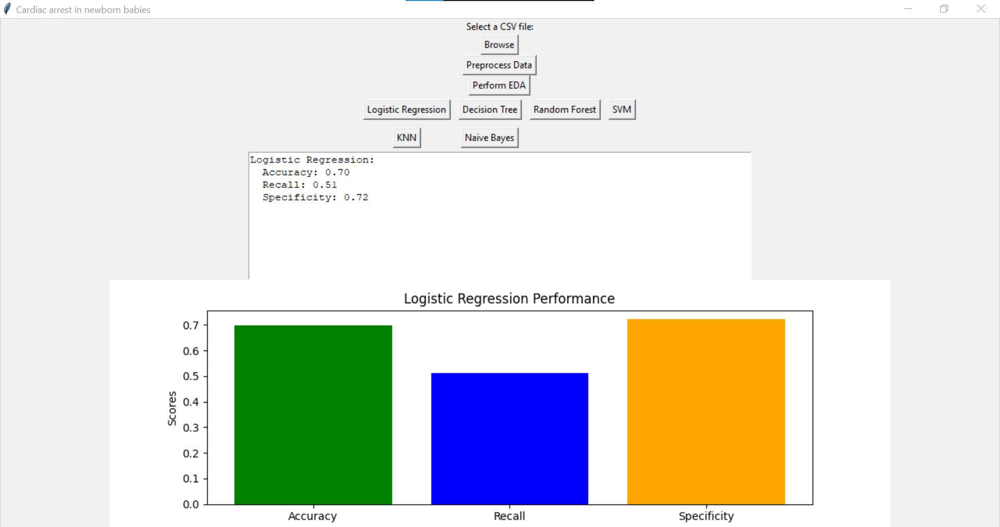 Cardiac arrest in newborn babies
Select a CSV file:
Browse
Preprocess Data
Perform EDA
Logistic Regression Decision Tree Random Forest SVM
KNN Naive Bayes
Logistic Regression:
Accuracy: 0.70
Recall: 0.51
Specificity: 0.72
Logistic Regression Performance
0.7
0.6
0.5
0.4
0.3
0.2
0.1
0.0
Scores
Accuracy Recall Specificity